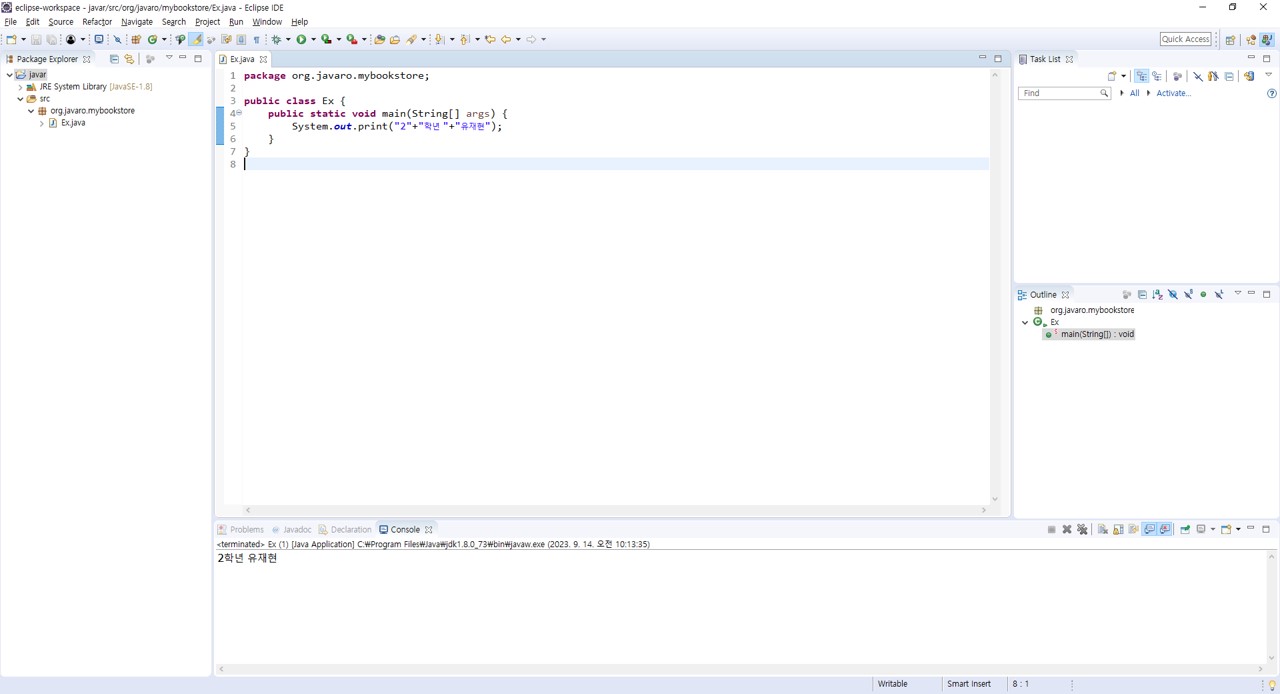 eclipse-workspace - javar/src/org/javaro/mybookstore/Ex.java - Eclipse IDE
File Edit Source Refactor Navigate Search Project Run Window Help
Quick Access
Package Explorer
javar
JRE System Library [JavaSE-1.8]
src
org.javaro.mybookstore
Ex.java
Ex.java
1 package org.javaro.mybookstore;
2
3 public class Ex {
4 public static void main(String[] args) {
5 System.out.print("2"+"학년 "+"유재현");
6 }
7 }
8
Task List
Find All Activate...
Outline
org.javaro.mybookstore
Ex
main(String[]) : void
Problems Javadoc Declaration Console
<terminated> Ex (1) [Java Application] C:₩Program Files₩Java₩jdk1.8.0_73₩bin₩javaw.exe (2023. 9. 14. 오전 10:13:35)
2학년 유재현
Writable Smart Insert 8 : 1